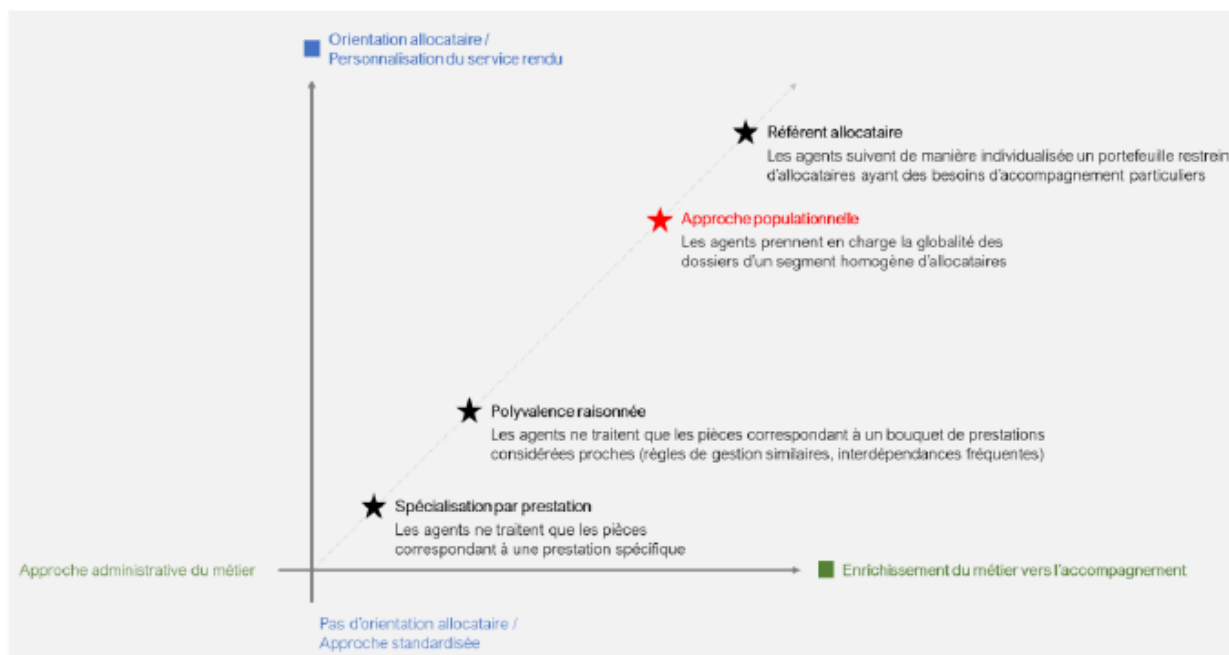 Orientation allocataire /
Personnalisation du service rendu
Référent allocataire
Les agents suivent de manière individualisée un portefeuille restrein
d'allocataires ayant des besoins d'accompagnement particuliers
Approche populationnelle
Les agents prennent en charge la globalité des
dossiers d'un segment homogène d'allocataires
Polyvalence raisonnée
Les agents ne traitent que les pièces correspondant à un bouquet de prestations
considérées proches (règles de gestion similaires, interdépendances fréquentes)
Spécialisation par prestation
Les agents ne traitent que les pièces
correspondant à une prestation spécifique
Approche administrative du métier
Enrichissement du métier vers l'accompagnement
Pas d'orientation allocataire /
Approche standardisée